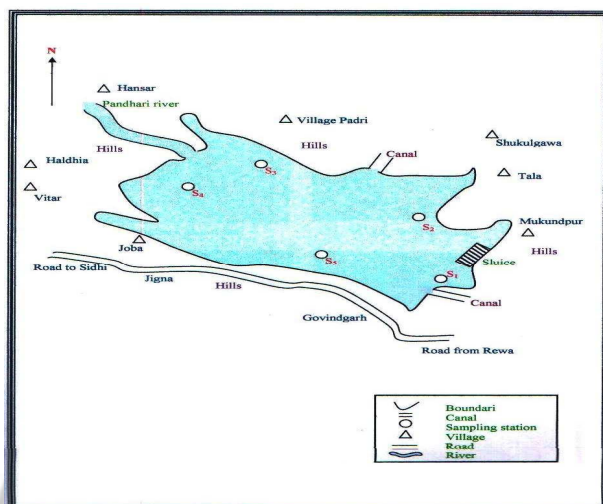 N
Hansar
Pandhari river
Village Padri
Hills
Hills
Canal
Shukulgawa
Haldhia
S3
Tala
Vitar
S4
S2
Mukundpur
Joba
Hills
Sluice
S5
S1
Road to Sidhi
Jigna
Hills
Canal
Govindgarh
Road from Rewa
Boundari
Canal
Sampling station
Village
Road
River